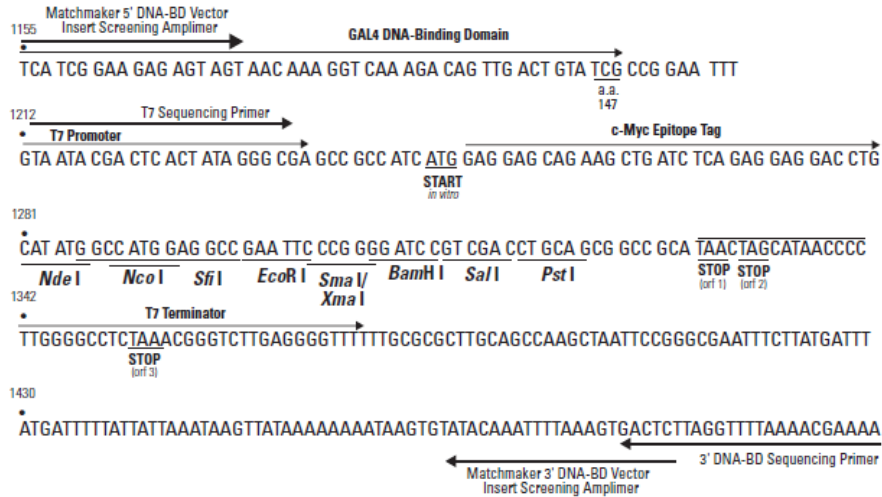 Matchmaker 5' DNA-BD Vector
Insert Screening Amplimer
1155
GAL4 DNA-Binding Domain
TCA TCG GAA GAG AGT AGT AAC AAA GGT CAA AGA CAG TTG ACT GTA TCG CCG GAA TTT
a.a.
147
1212
T7 Sequencing Primer
T7 Promoter
c-Myc Epitope Tag
GTA ATA CGA CTC ACT ATA GGG CGA GCC GCC ATC ATG GAG GAG CAG AAG CTG ATC TCA GAG GAG GAC CTG
START
in vitro
1281
CAT ATG GCC ATG GAG GCC GAA TTC CCG GGG ATC CGT CGA CCT GCA GCG GCC GCA TAACTAGCATAACCCC
Nde I Nco I Sfi I EcoR I Sma I/ BamH I Sal I Pst I
Xma I
STOP STOP
(orf 1) (orf 2)
1342
T7 Terminator
TTGGGGCCTCTAAACGGGTCTTGAGGGGTTTTTTGCGCGCTTGCAGCCAAGCTAATTCCGGGCGAATTTCTTATGATTT
STOP
(orf 3)
1430
ATGATTTTTATTATTAAATAAGTTATAAAAAAAATAAGTGTATACAAATTTTAAAGTGACTCTTAGGTTTTAAAACGAAAA
3' DNA-BD Sequencing Primer
Matchmaker 3' DNA-BD Vector
Insert Screening Amplimer